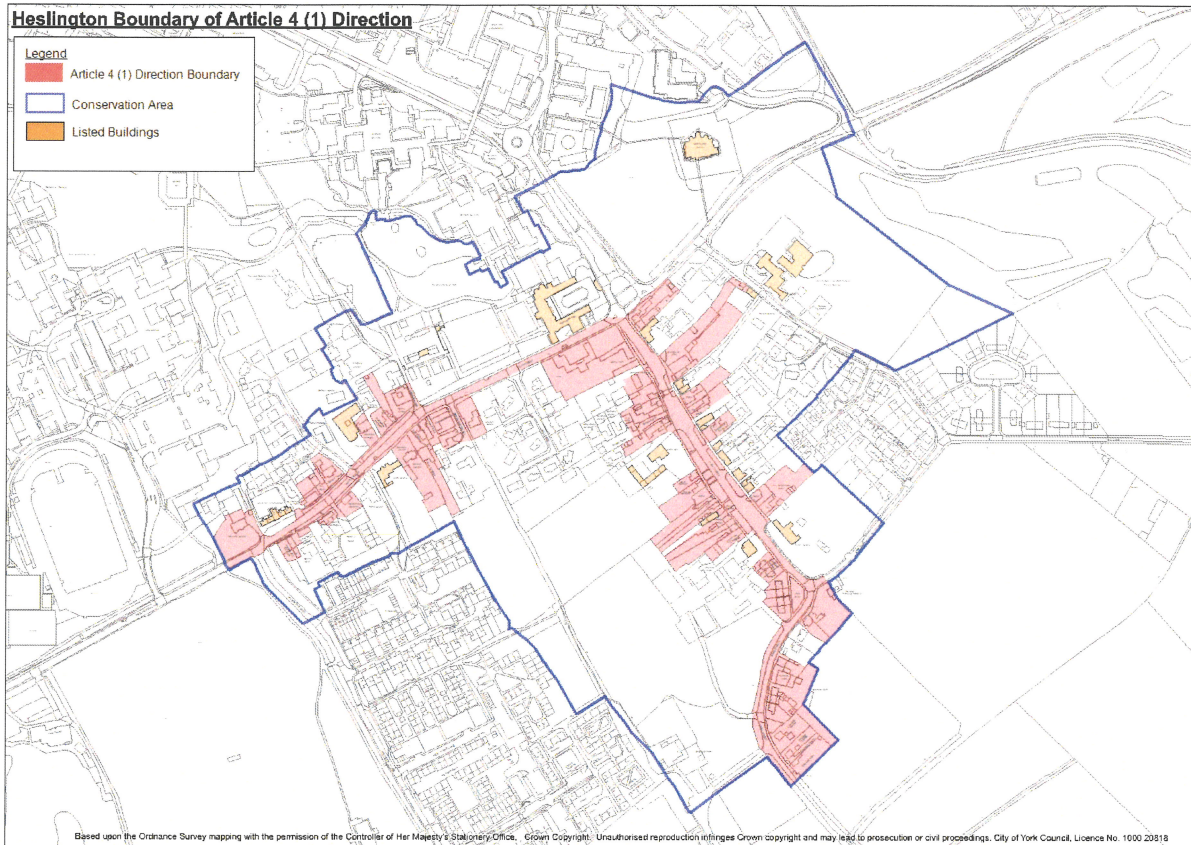 Heslington Boundary of Article 4 (1) Direction
Legend
Article 4 (1) Direction Boundary
Conservation Area
Listed Buildings
Based upon the Ordnance Survey mapping with the permission of the Controller of Her Majesty's Stationery Office. Crown Copyright. Unauthorised reproduction infringes Crown copyright and may lead to prosecution or civil proceedings. City of York Council, Licence No. 1000 20818